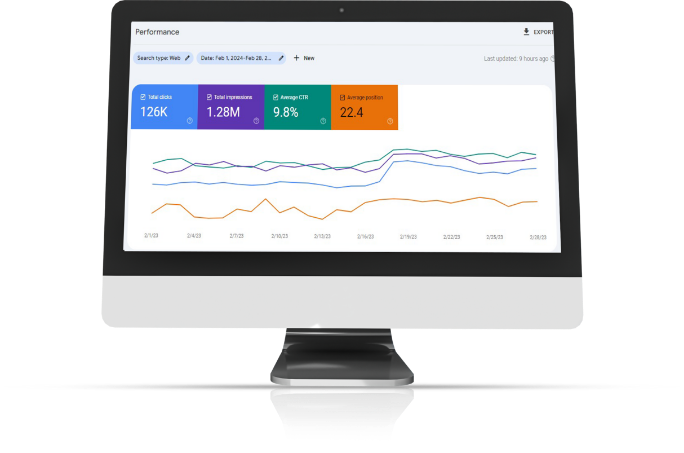 Performance
EXPORT
Search type: Web
Date: Feb 1, 2024-Feb 28, 2...
+ New
Last updated: 9 hours ago
Total clicks
Total impressions
Average CTR
Average position
126K
1.28M
9.8%
22.4
2/1/23
2/4/23
2/7/23
2/10/23
2/13/23
2/16/23
2/19/23
2/22/23
2/25/23
2/28/23